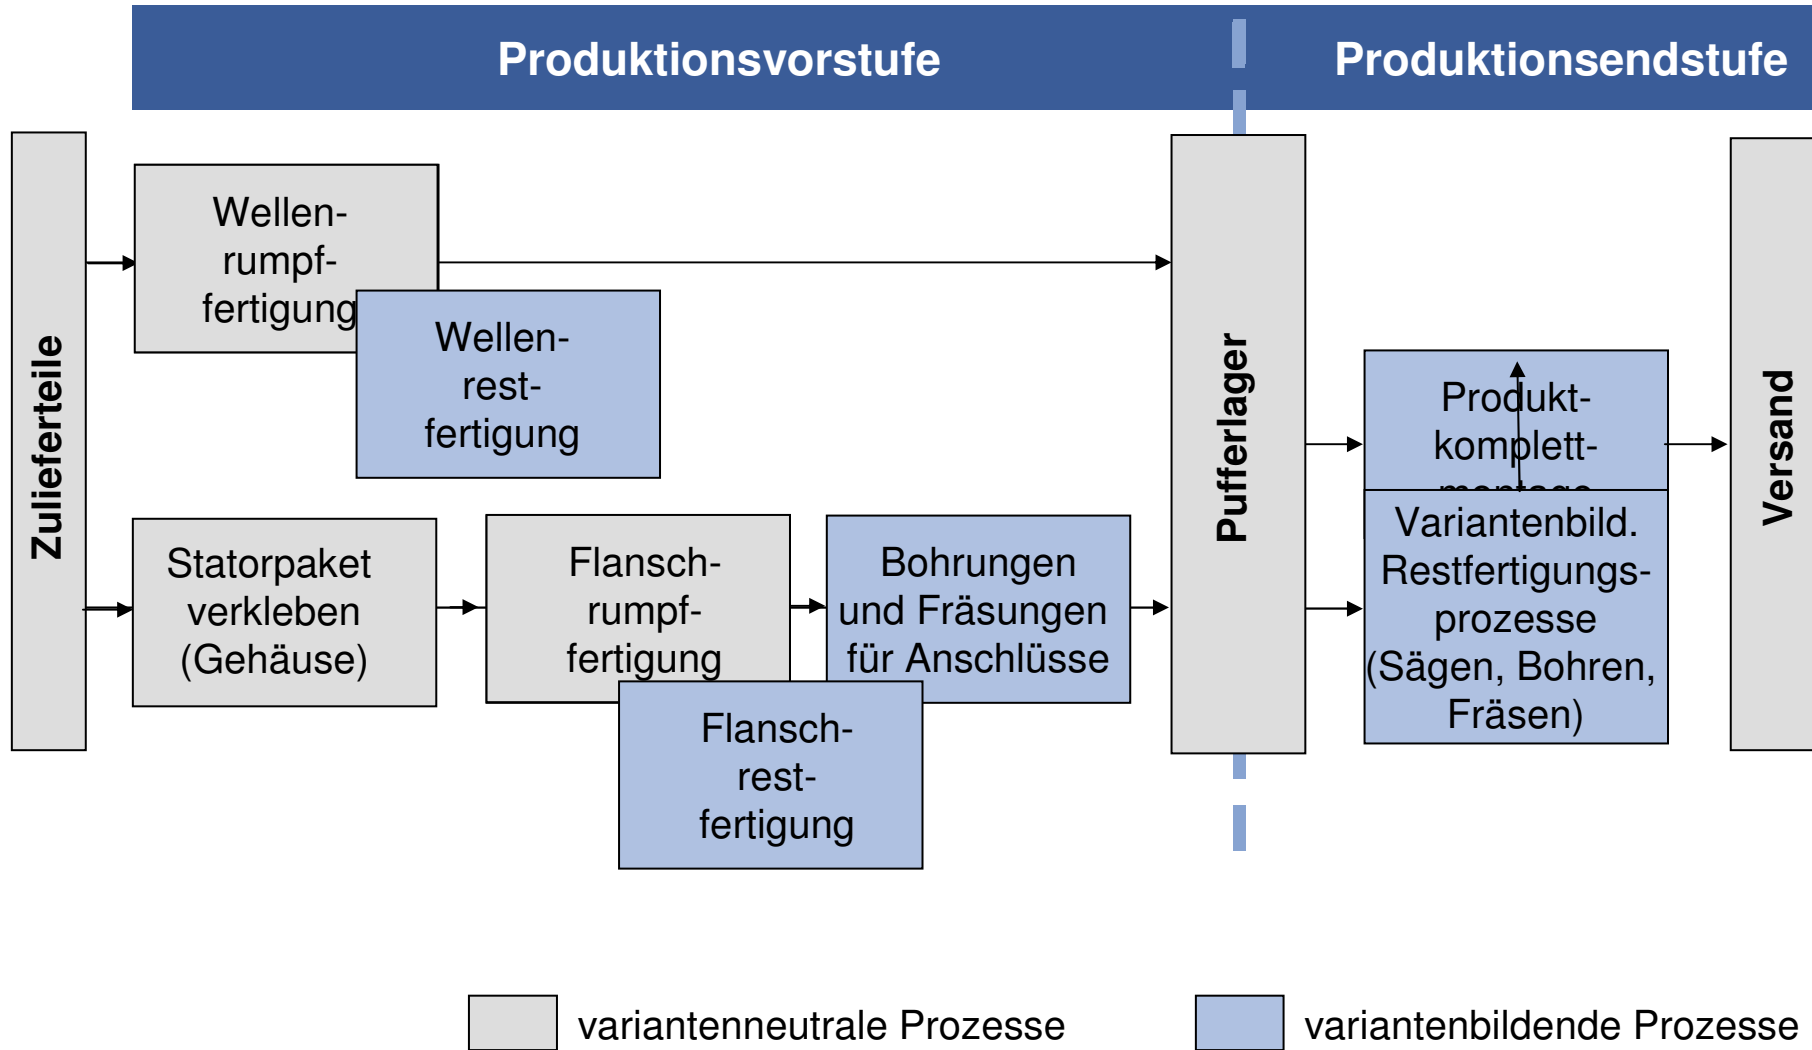 Produktionsvorstufe
Produktionsendstufe
Zulieferteile
Wellen-
rumpf-
fertigung
Wellen-
rest-
fertigung
Statorpaket
verkleben
(Gehäuse)
Flansch-
rumpf-
fertigung
Flansch-
rest-
fertigung
Bohrungen
und Fräsungen
für Anschlüsse
Pufferlager
Produkt-
komplett-
montage
Variantenbild.
Restfertigungs-
prozesse
(Sägen, Bohren,
Fräsen)
Versand
variantenneutrale Prozesse
variantenbildende Prozesse